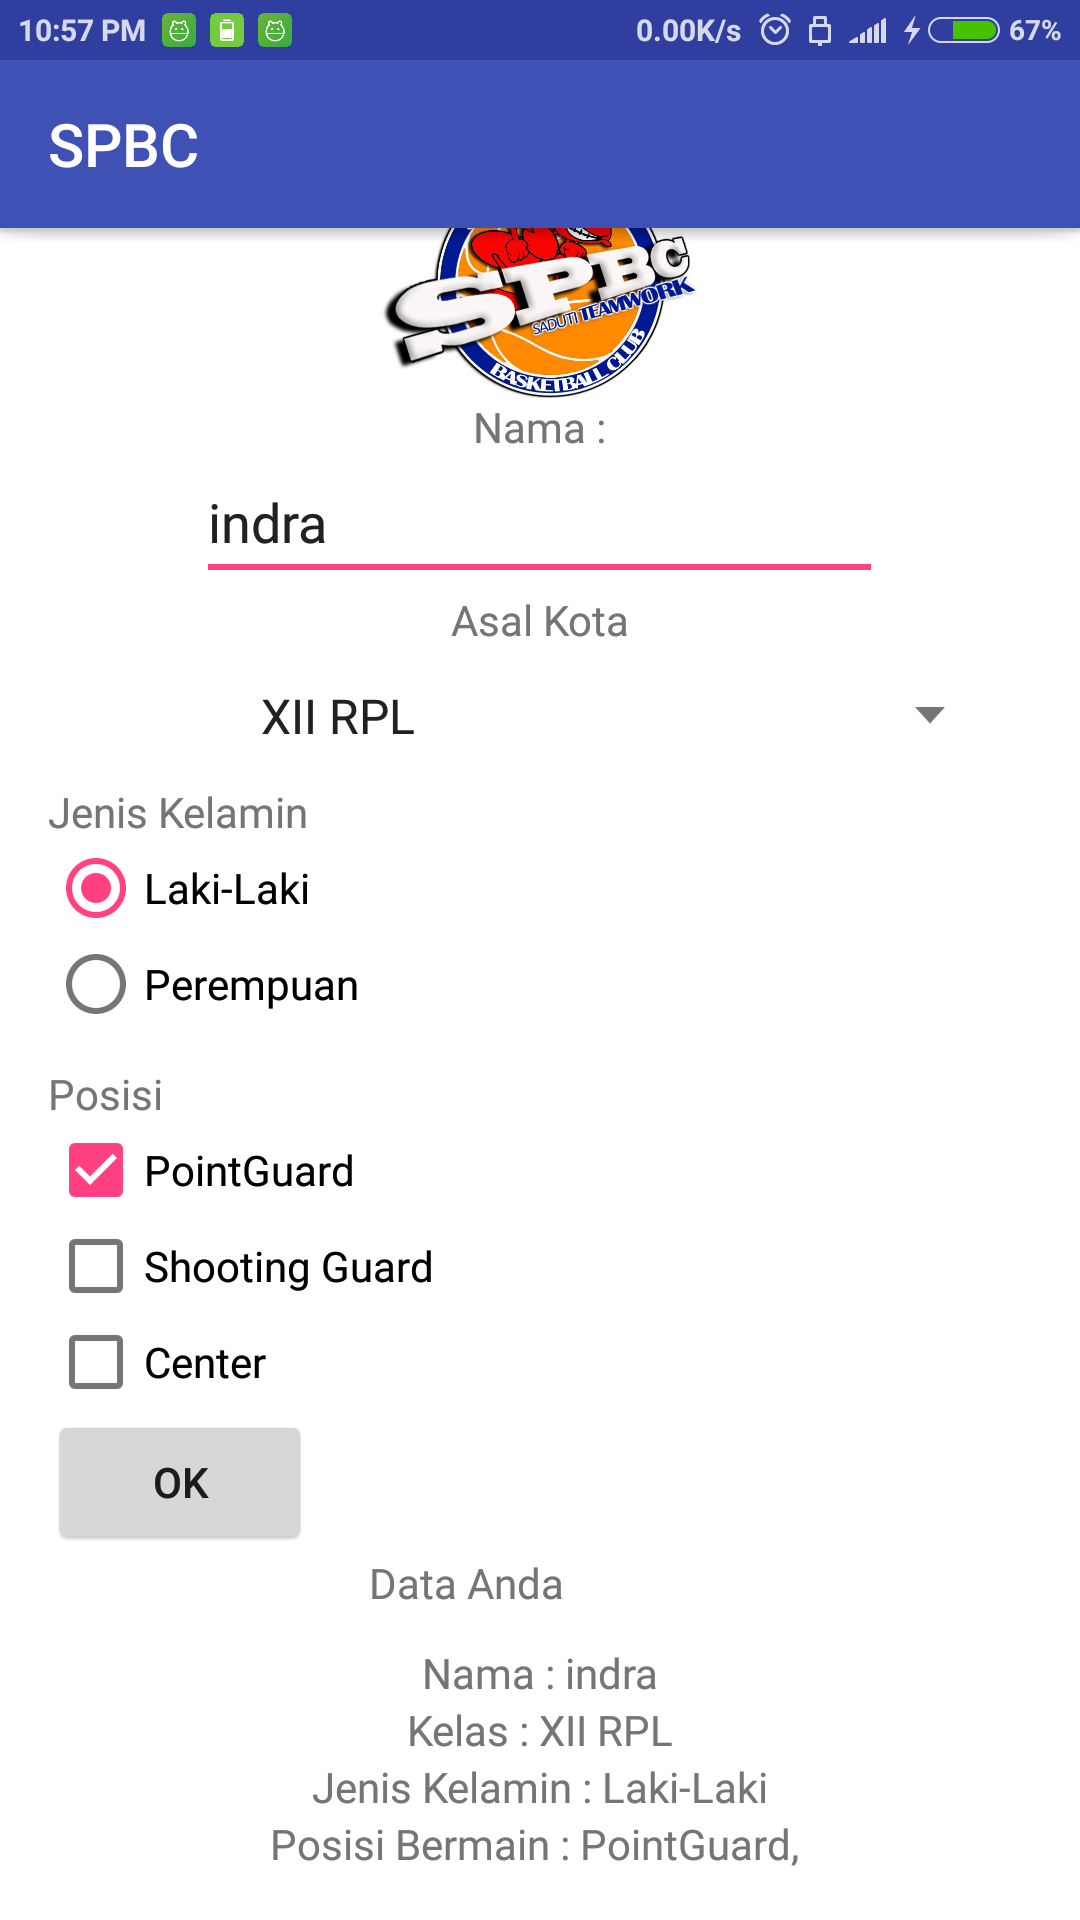 10:57 PM 0.00K/s 67%
SPBC
SPBC
SADUTI TEAMWORK
BASKETBALL CLUB
Nama :
indra
Asal Kota
XII RPL
Jenis Kelamin
Laki-Laki
Perempuan
Posisi
PointGuard
Shooting Guard
Center
OK
Data Anda
Nama : indra
Kelas : XII RPL
Jenis Kelamin : Laki-Laki
Posisi Bermain : PointGuard,